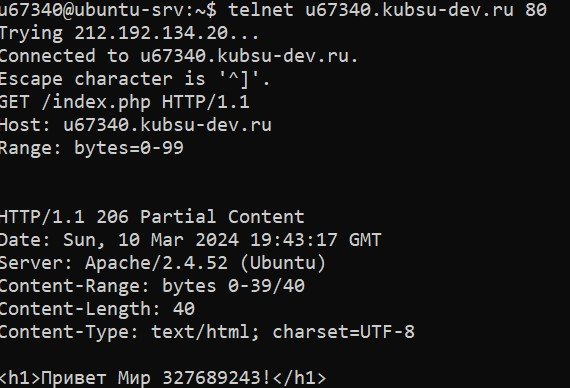 u67340@ubuntu-srv:~$ telnet u67340.kubsu-dev.ru 80
Trying 212.192.134.20...
Connected to u67340.kubsu-dev.ru.
Escape character is '^]'.
GET /index.php HTTP/1.1
Host: u67340.kubsu-dev.ru
Range: bytes=0-99
HTTP/1.1 206 Partial Content
Date: Sun, 10 Mar 2024 19:43:17 GMT
Server: Apache/2.4.52 (Ubuntu)
Content-Range: bytes 0-39/40
Content-Length: 40
Content-Type: text/html; charset=UTF-8
<h1>Привет Мир 327689243!</h1>